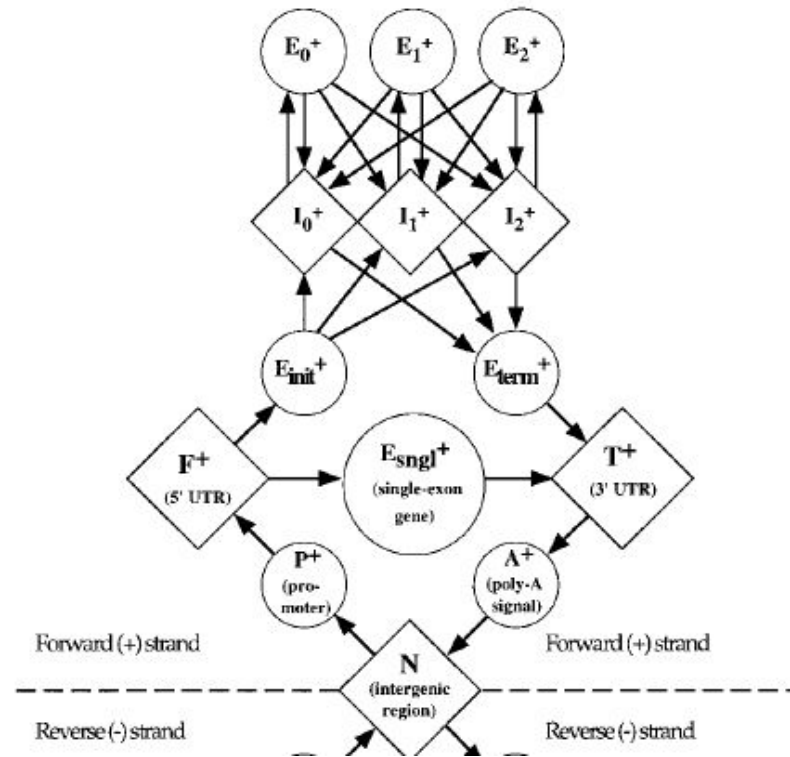 E₀⁺ E₁⁺ E₂⁺
I₀⁺ I₁⁺ I₂⁺
Einit⁺ Eterm⁺
F⁺
(5' UTR)
Esngl⁺
(single-exon
gene)
T⁺
(3' UTR)
P⁺
(pro-
moter)
A⁺
(poly-A
signal)
Forward (+) strand
N
(intergenic
region)
Forward (+) strand
Reverse (-) strand
Reverse (-) strand